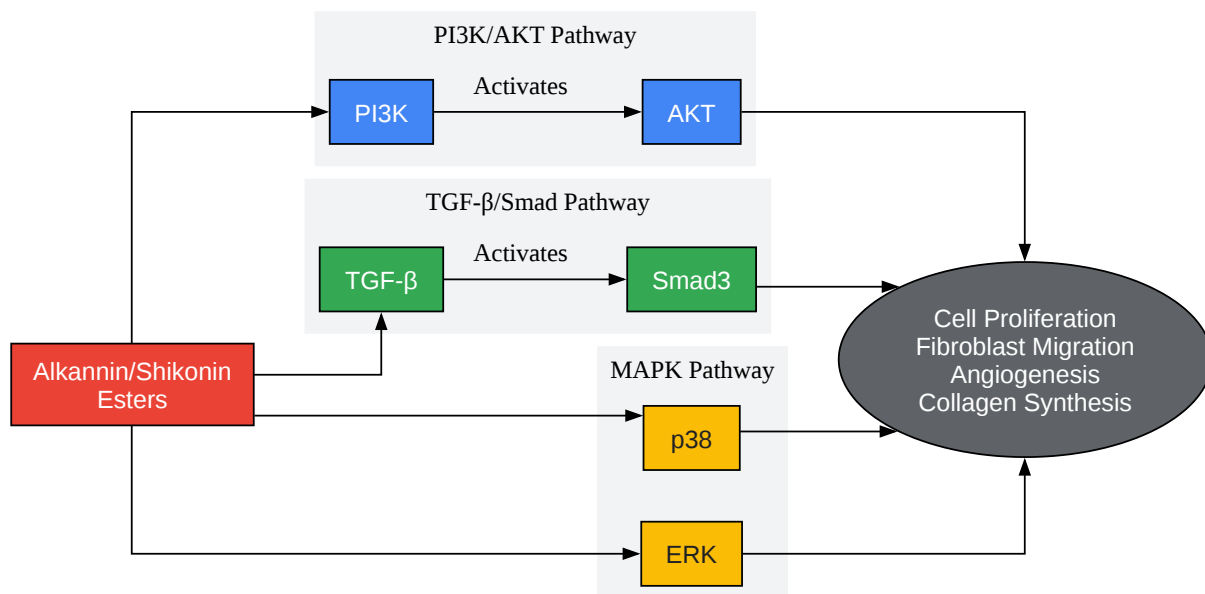 PI3K/AKT Pathway
Activates
PI3K
AKT
TGF-β/Smad Pathway
Activates
TGF-β
Smad3
Alkannin/Shikonin
Esters
MAPK Pathway
p38
ERK
Cell Proliferation
Fibroblast Migration
Angiogenesis
Collagen Synthesis